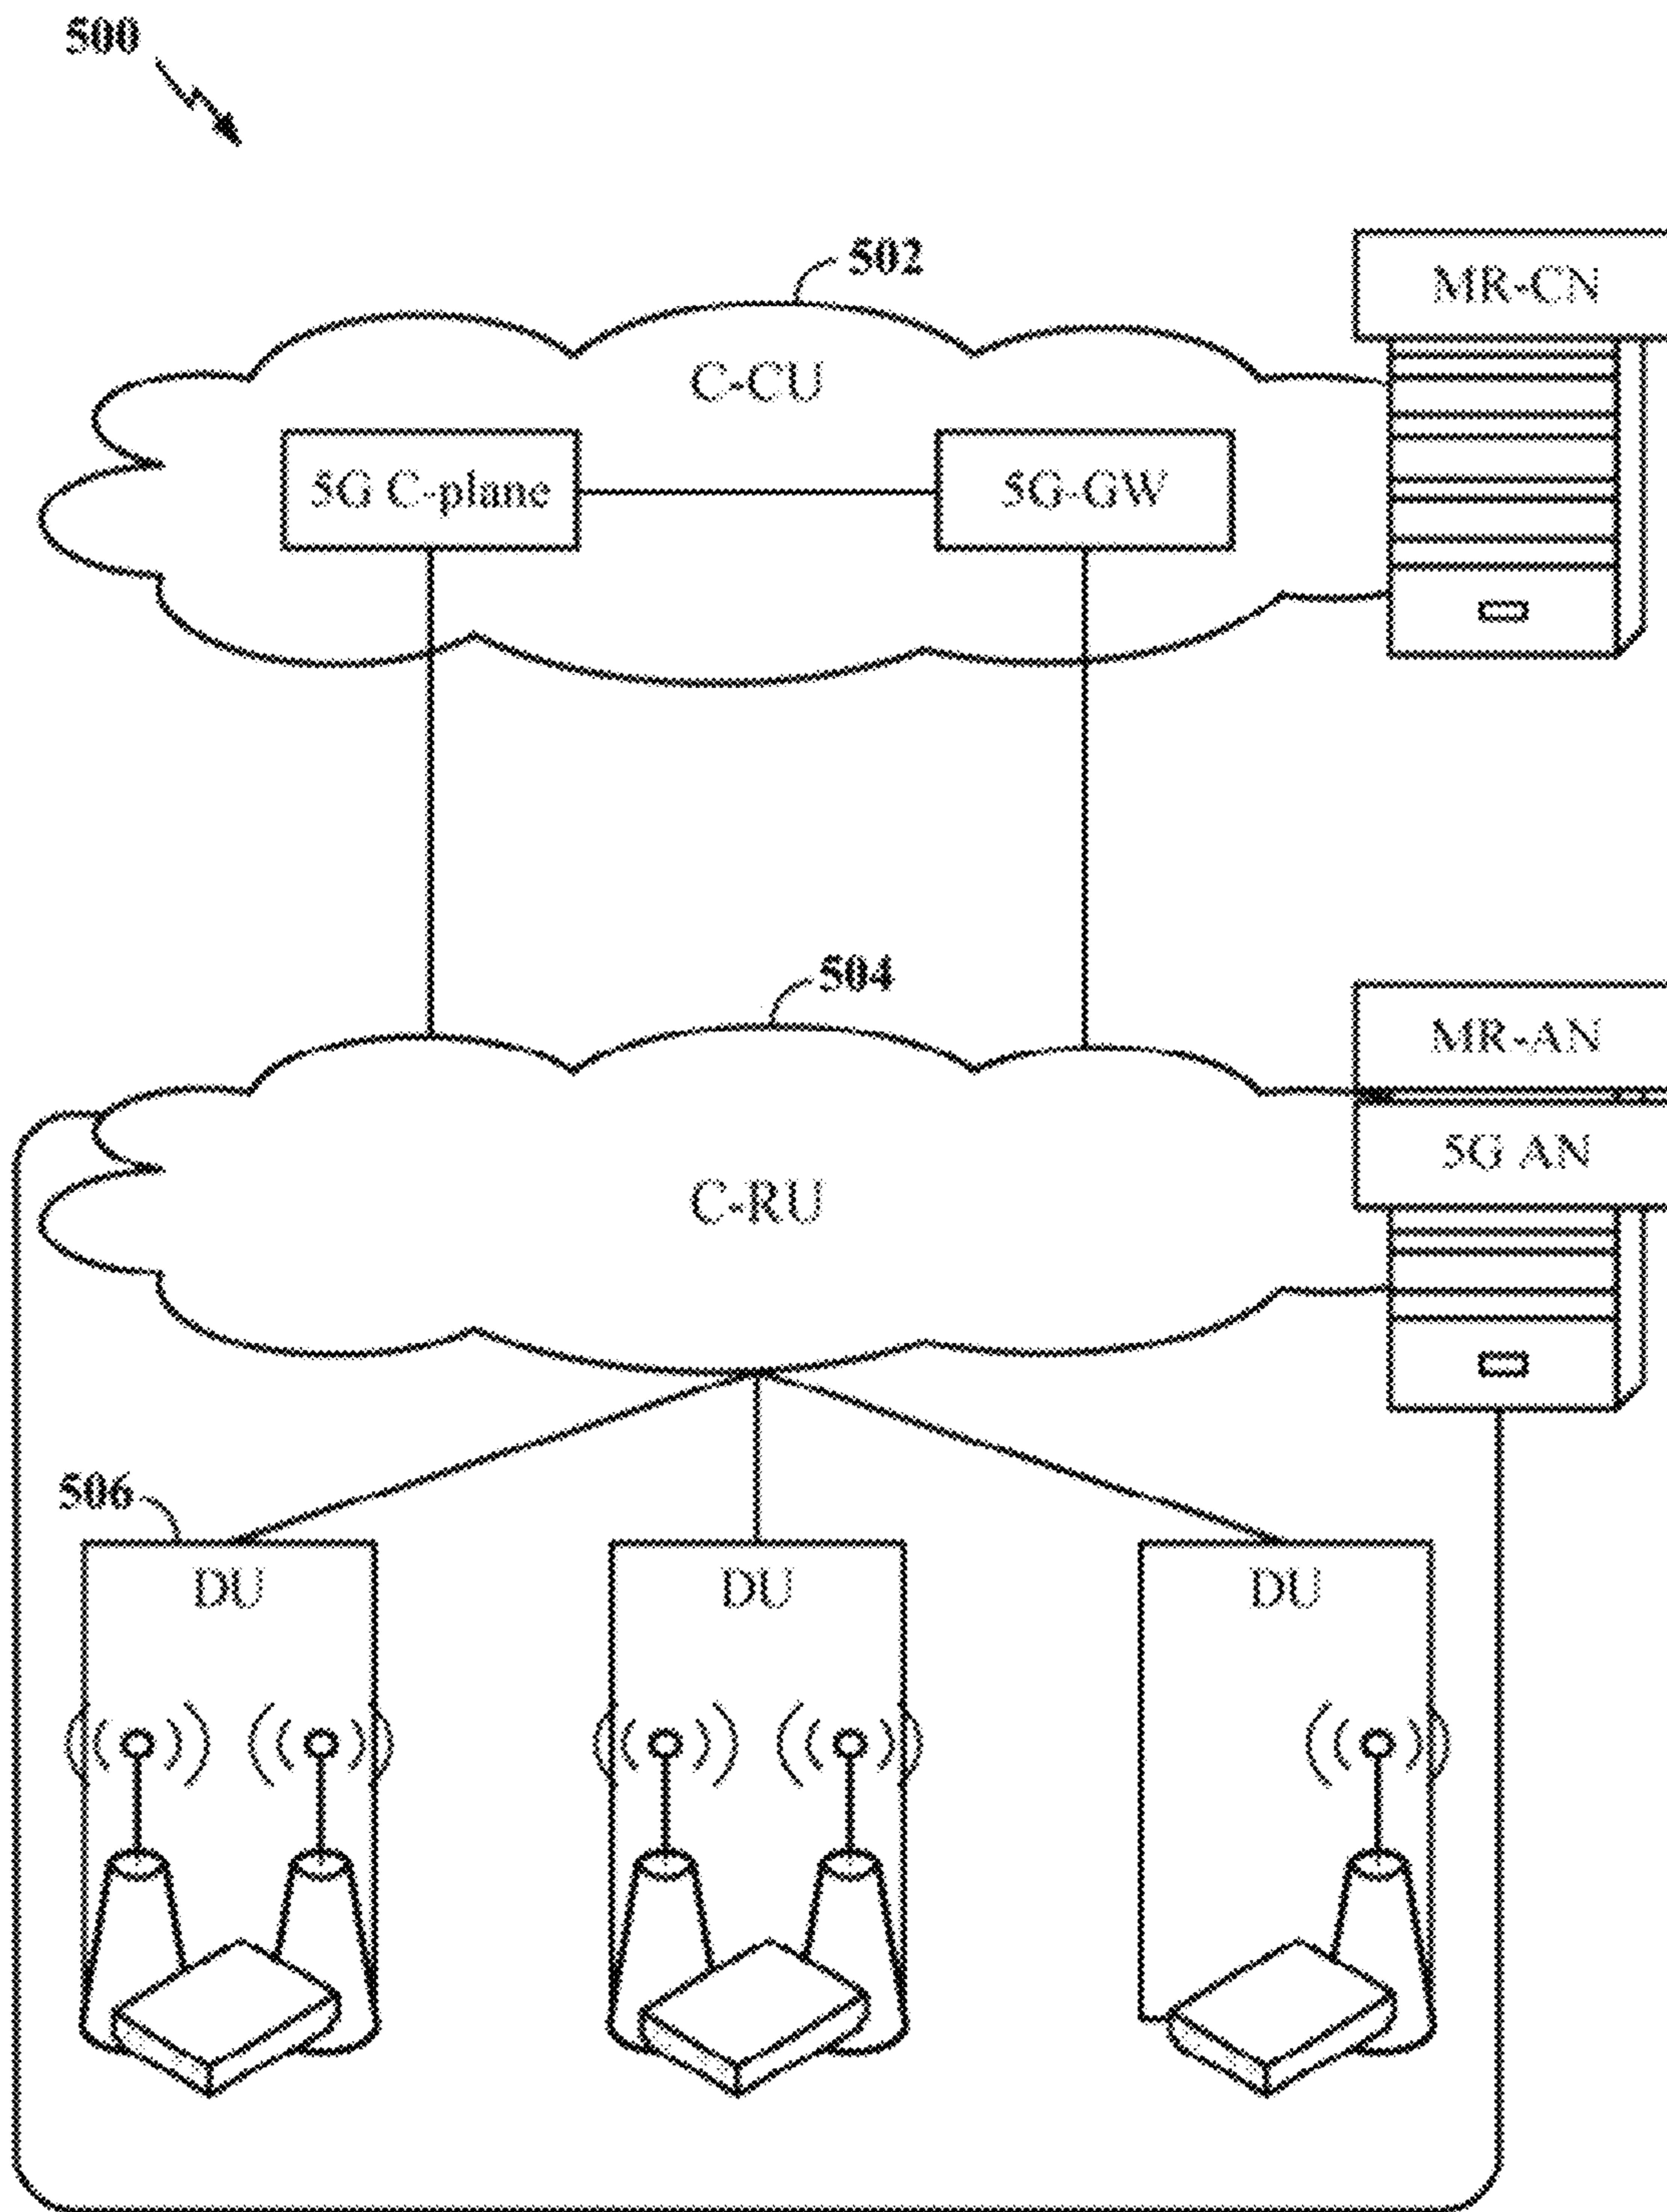 500
502
MR-CN
C-CU
5G C-plane
5G-GW
504
MR-AN
5G AN
C-RU
506
DU
DU
DU